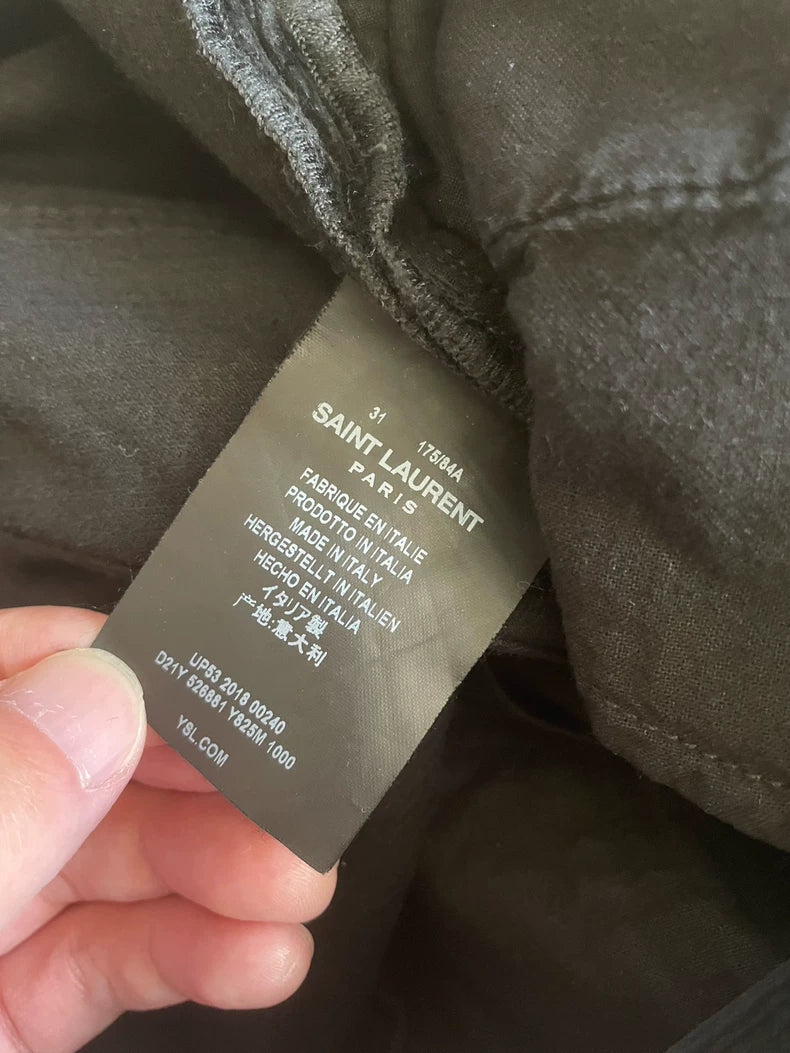 31 175/84A
SAINT LAURENT
PARIS
FABRIQUE EN ITALIE
PRODOTTO IN ITALIA
MADE IN ITALY
HERGESTELLT IN ITALIEN
HECHO EN ITALIA
イタリア製
产地:意大利
UP53 2018 00240
D21Y 526881 Y825M 1000
YSL.COM